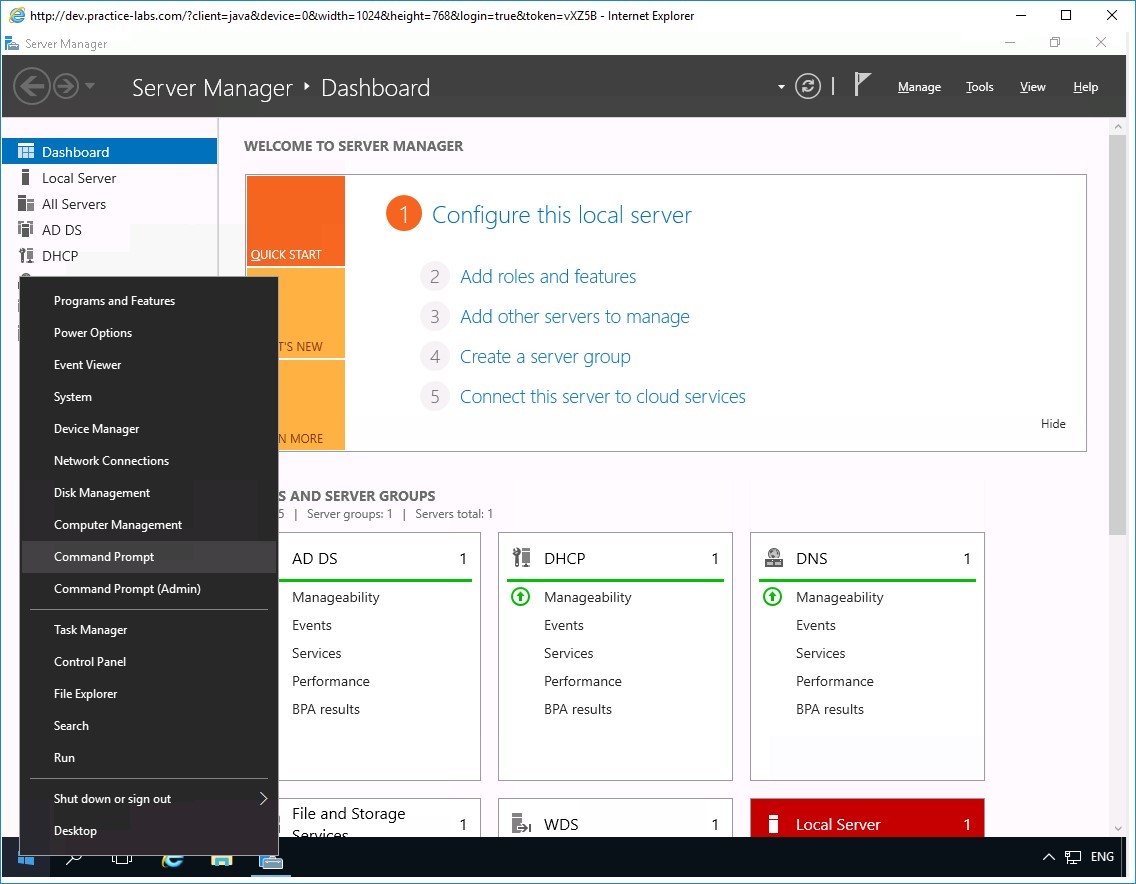 http://dev.practice-labs.com/?client=java&device=0&width=1024&height=768&login=true&token=vXZ5B - Internet Explorer
Server Manager
Server Manager ‣ Dashboard
Manage Tools View Help
Dashboard
Local Server
All Servers
AD DS
DHCP
Programs and Features
Power Options
Event Viewer
System
Device Manager
Network Connections
Disk Management
Computer Management
Command Prompt
Command Prompt (Admin)
Task Manager
Control Panel
File Explorer
Search
Run
Shut down or sign out
Desktop
WELCOME TO SERVER MANAGER
QUICK START
T'S NEW
N MORE
1 Configure this local server
2 Add roles and features
3 Add other servers to manage
4 Create a server group
5 Connect this server to cloud services
Hide
S AND SERVER GROUPS
5 | Server groups: 1 | Servers total: 1
AD DS 1
Manageability
Events
Services
Performance
BPA results
DHCP 1
Manageability
Events
Services
Performance
BPA results
DNS 1
Manageability
Events
Services
Performance
BPA results
File and Storage
Services 1
WDS 1
Local Server 1
ENG